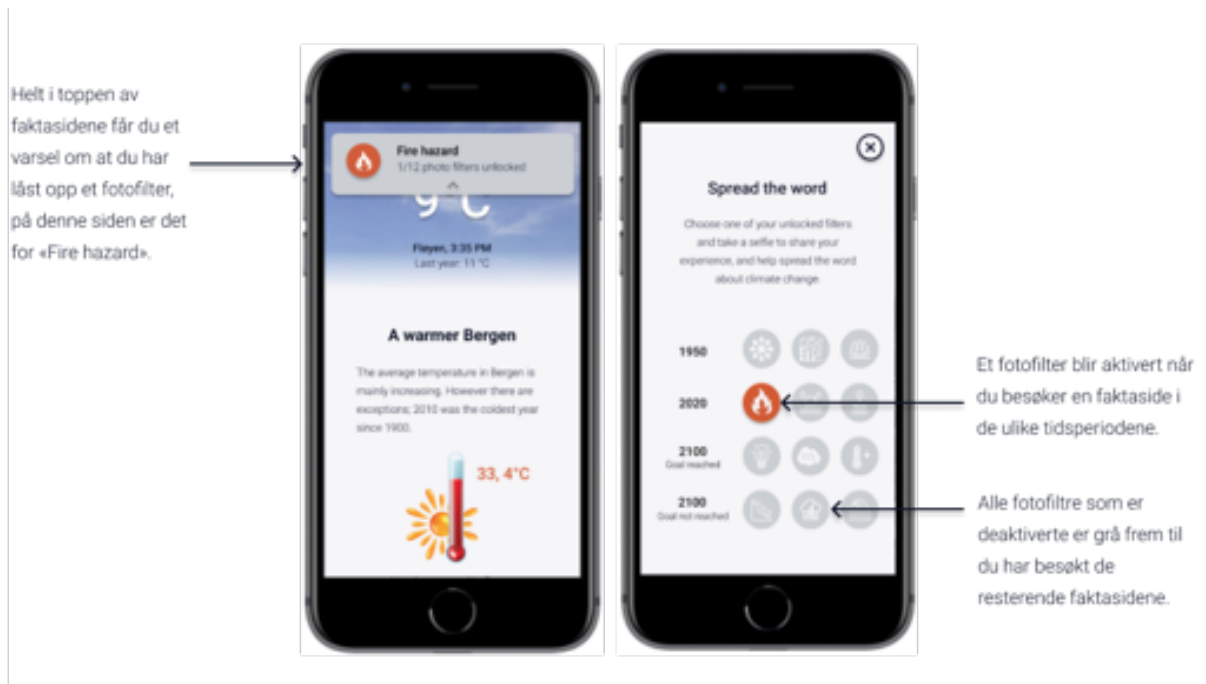 Helt i toppen av
faktasidene får du et
varsel om at du har
låst opp et fotofilter,
på denne siden er det
for «Fire hazard».
Fire hazard
1/12 photo filters unlocked
9°C
Fløyen, 3:35 PM
Last year: 11 °C
A warmer Bergen
The average temperature in Bergen is
mainly increasing. However there are
exceptions; 2010 was the coldest year
since 1900.
33, 4°C
Spread the word
Choose one of your unlocked filters
and take a selfie to share your
experience, and help spread the word
about climate change.
1950
2020
2100
Goal reached
2100
Goal not reached
Et fotofilter blir aktivert når
du besøker en faktaside i
de ulike tidsperiodene.
Alle fotofiltre som er
deaktiverte er grå frem til
du har besøkt de
resterende faktasidene.